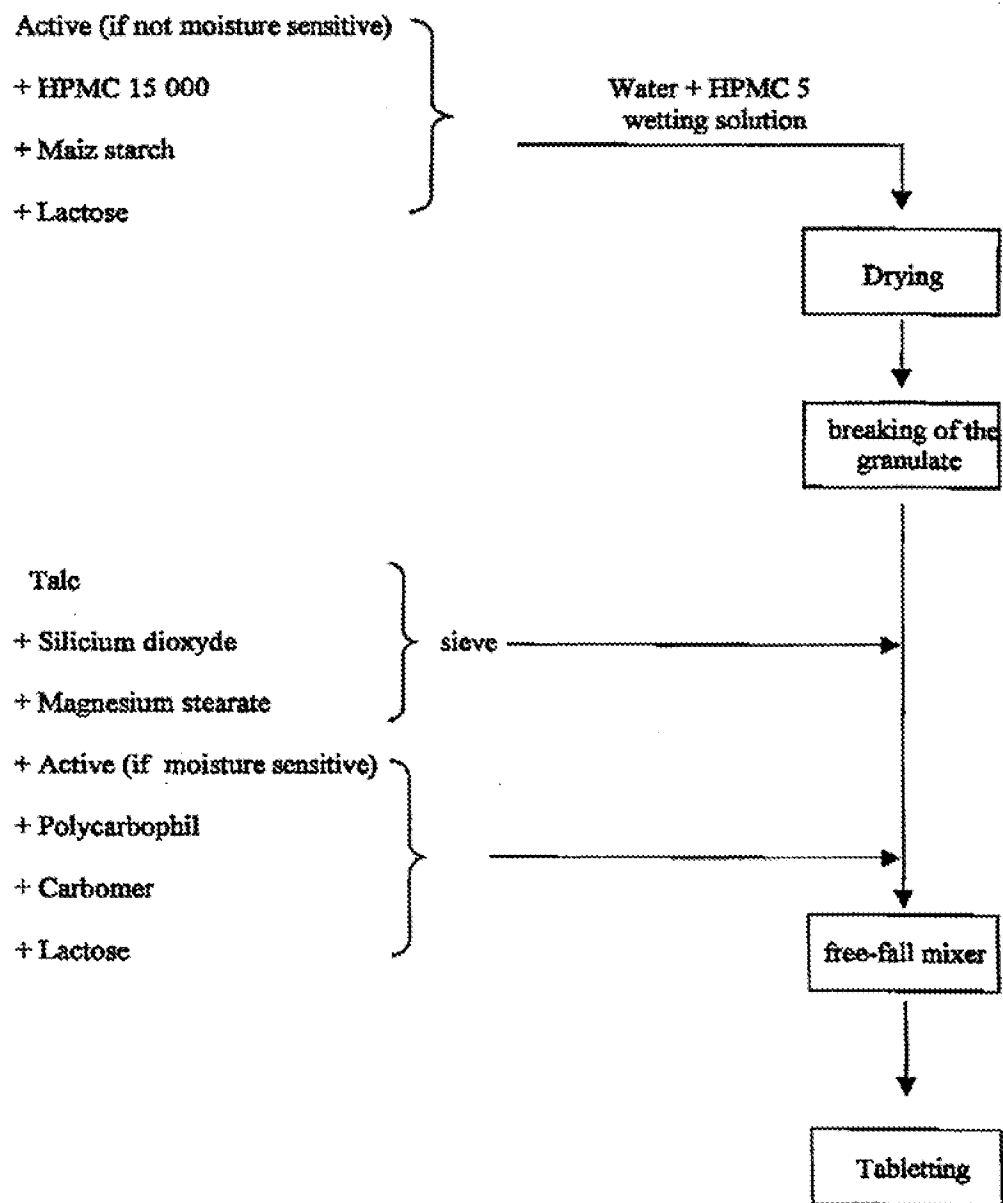 Active (if not moisture sensitive)
+ HPMC 15 000
+ Maiz starch
+ Lactose
Water + HPMC 5
wetting solution
Drying
breaking of the
granulate
Talc
+ Silicium dioxyde
+ Magnesium stearate
sieve
+ Active (if moisture sensitive)
+ Polycarbophil
+ Carbomer
+ Lactose
free-fall mixer
Tabletting